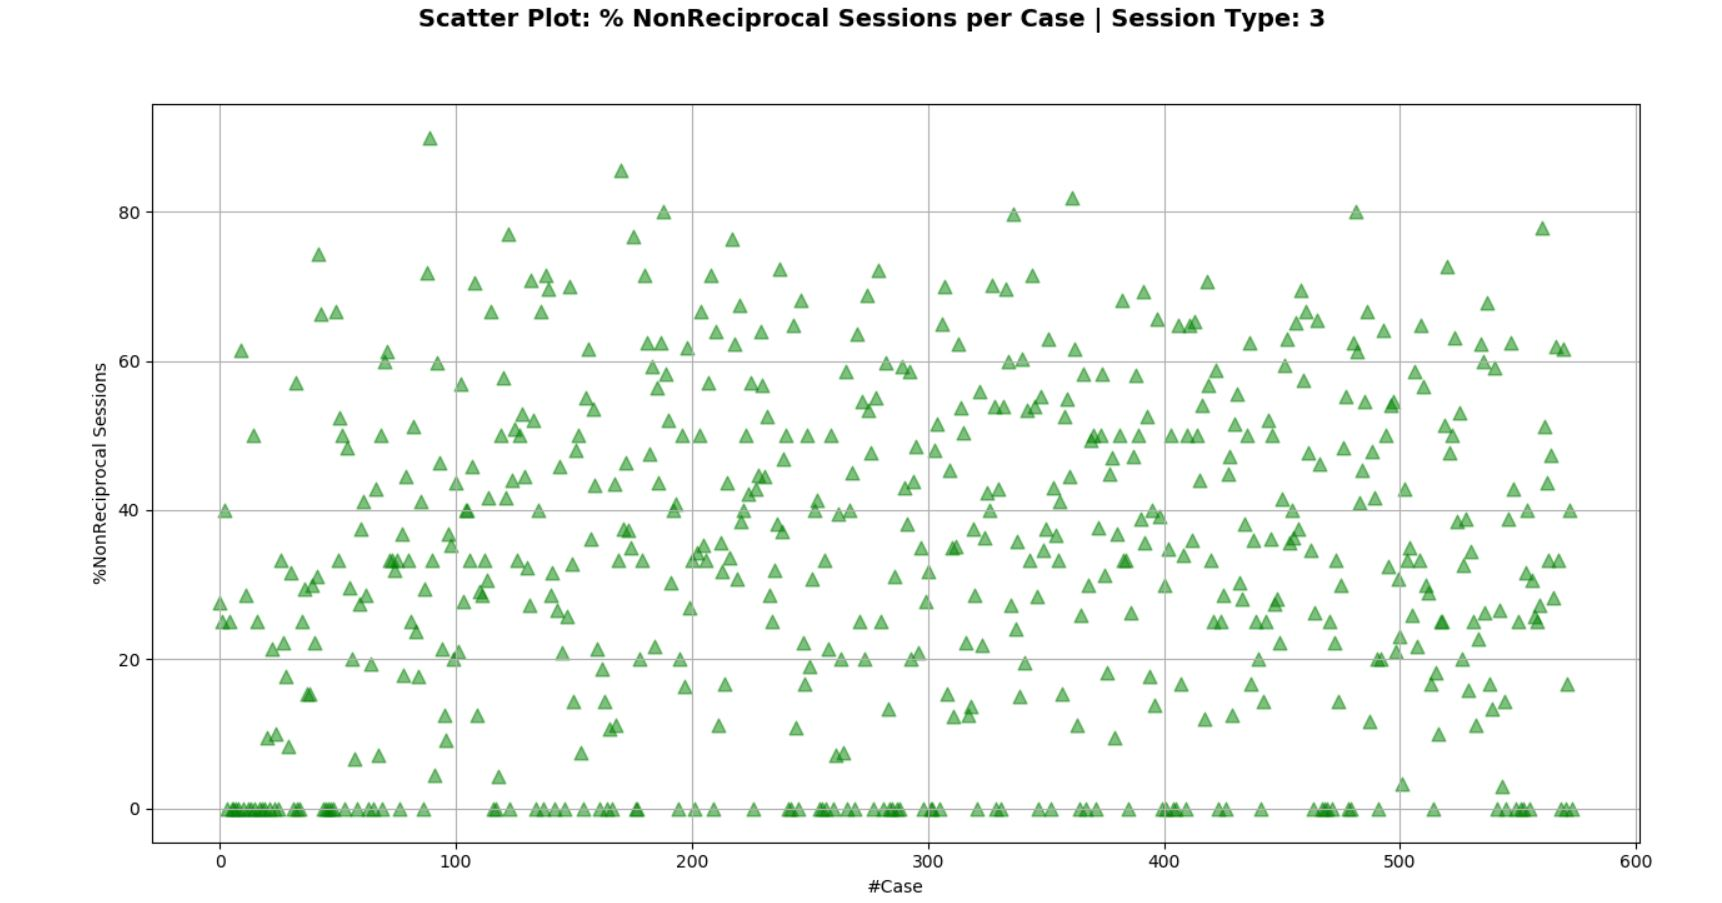 Scatter Plot: % NonReciprocal Sessions per Case | Session Type: 3
%NonReciprocal Sessions
80
60
40
20
0
0 100 200 300 400 500 600
#Case